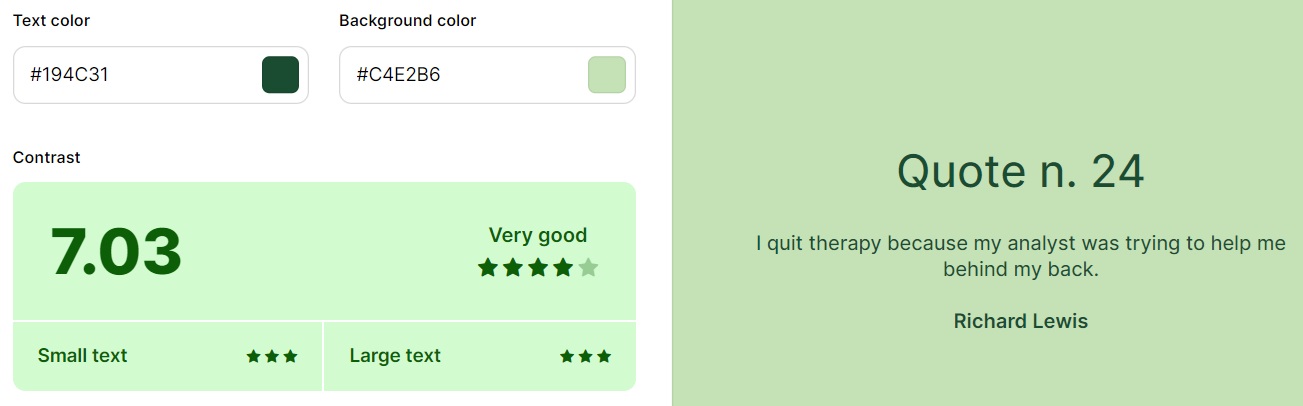 Text color
Background color
#194C31
#C4E2B6
Contrast
7.03
Very good
Small text
Large text
Quote n. 24
I quit therapy because my analyst was trying to help me
behind my back.
Richard Lewis